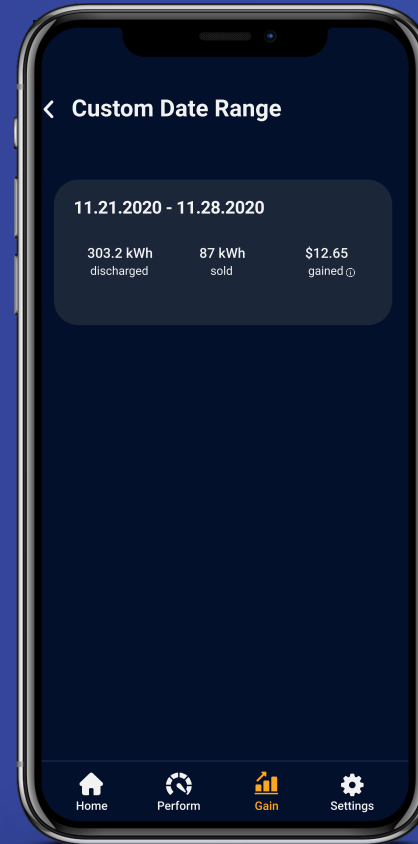 Custom Date Range
11.21.2020 - 11.28.2020
303.2 kWh 87 kWh $12.65
discharged sold gained
Home Perform Gain Settings